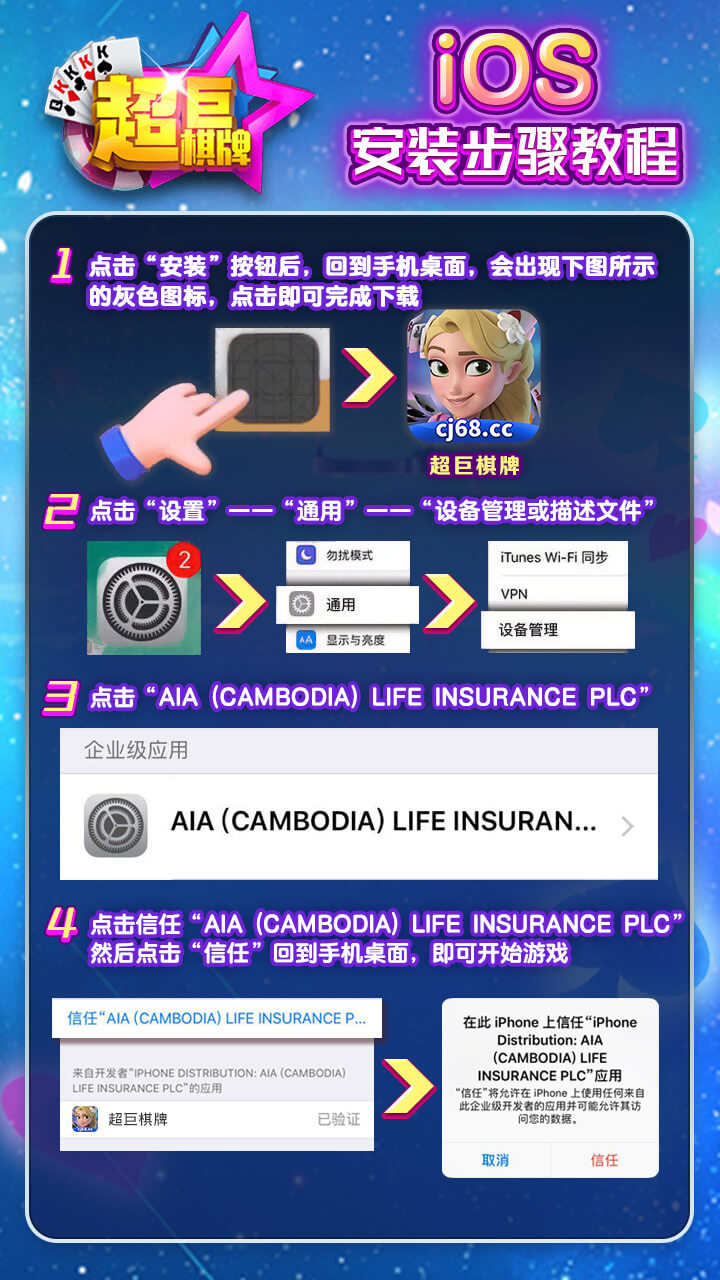 K K K K
超巨
棋牌
iOS
安装步骤教程
1 点击“安装”按钮后，回到手机桌面，会出现下图所示
的灰色图标，点击即可完成下载
cj68.cc
超巨棋牌
2 点击“设置”——“通用”——“设备管理或描述文件”
2
勿扰模式
通用
AA 显示与亮度
iTunes Wi-Fi 同步
VPN
设备管理
3 点击“AIA (CAMBODIA) LIFE INSURANCE PLC”
企业级应用
AIA (CAMBODIA) LIFE INSURAN...
4 点击信任“AIA (CAMBODIA) LIFE INSURANCE PLC”
然后点击“信任”回到手机桌面，即可开始游戏
信任“AIA (CAMBODIA) LIFE INSURANCE P...
来自开发者“IPHONE DISTRIBUTION: AIA (CAMBODIA)
LIFE INSURANCE PLC”的应用
超巨棋牌 已验证
在此 iPhone 上信任“iPhone
Distribution: AIA
(CAMBODIA) LIFE
INSURANCE PLC”应用
“信任”将允许在 iPhone 上使用任何来自
此企业级开发者的应用并可能允许其访
问您的数据。
取消 信任